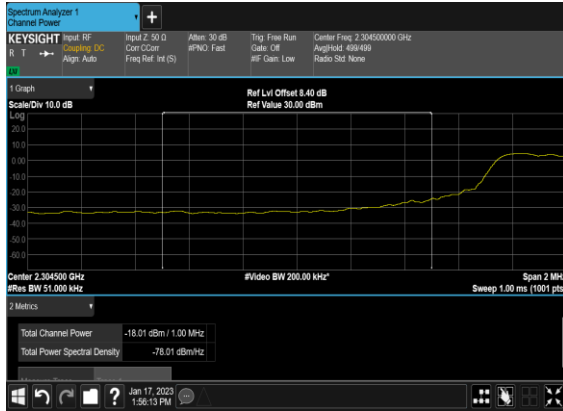 Spectrum Analyzer 1
Channel Power
+
KEYSIGHT
R T
LU
Input: RF
Coupling: DC
Align: Auto
Input Z: 50 Ω
Corr CCorr
Freq Ref: Int (S)
Atten: 30 dB
#PNO: Fast
Trig: Free Run
Gate: Off
#IF Gain: Low
Center Freq: 2.304500000 GHz
Avg|Hold: 499/499
Radio Std: None
1 Graph
Scale/Div 10.0 dB
Ref Lvl Offset 8.40 dB
Ref Value 30.00 dBm
Log
20.0
10.0
0.00
-10.0
-20.0
-30.0
-40.0
-50.0
-60.0
Center 2.304500 GHz
#Video BW 200.00 kHz*
Span 2 MH
#Res BW 51.000 kHz
Sweep 1.00 ms (1001 pts
2 Metrics
Total Channel Power -18.01 dBm / 1.00 MHz
Total Power Spectral Density -78.01 dBm/Hz
?
Jan 17, 2023
1:56:13 PM